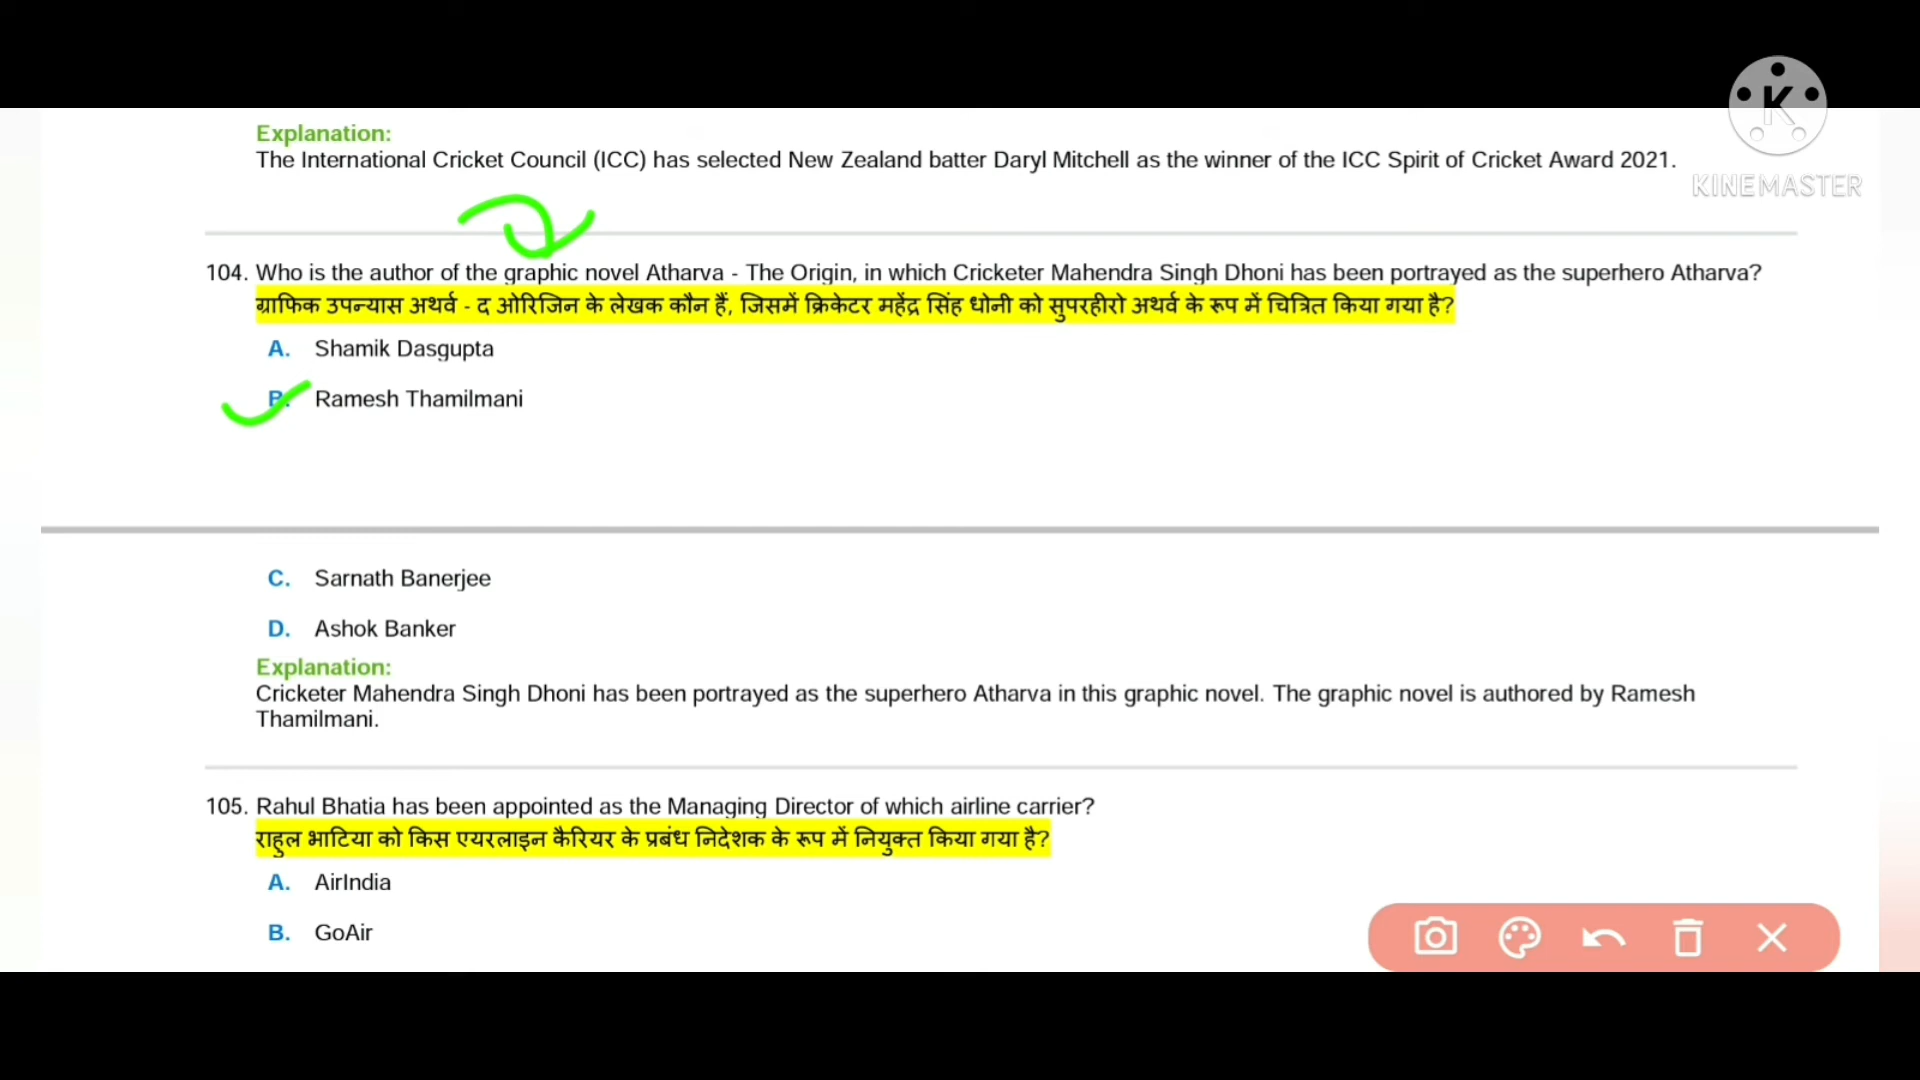 K
KINEMASTER
Explanation:
The International Cricket Council (ICC) has selected New Zealand batter Daryl Mitchell as the winner of the ICC Spirit of Cricket Award 2021.
104. Who is the author of the graphic novel Atharva - The Origin, in which Cricketer Mahendra Singh Dhoni has been portrayed as the superhero Atharva?
ग्राफिक उपन्यास अथर्व - द ओरिजिन के लेखक कौन हैं, जिसमें क्रिकेटर महेंद्र सिंह धोनी को सुपरहीरो अथर्व के रूप में चित्रित किया गया है?
A. Shamik Dasgupta
B. Ramesh Thamilmani
C. Sarnath Banerjee
D. Ashok Banker
Explanation:
Cricketer Mahendra Singh Dhoni has been portrayed as the superhero Atharva in this graphic novel. The graphic novel is authored by Ramesh
Thamilmani.
105. Rahul Bhatia has been appointed as the Managing Director of which airline carrier?
राहुल भाटिया को किस एयरलाइन कैरियर के प्रबंध निदेशक के रूप में नियुक्त किया गया है?
A. AirIndia
B. GoAir